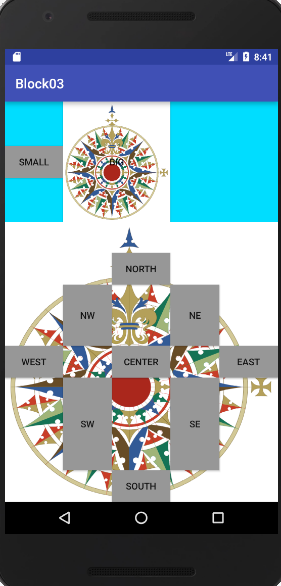 8:41
Block03
SMALL
BIG
NORTH
NW NE
WEST CENTER EAST
SW SE
SOUTH